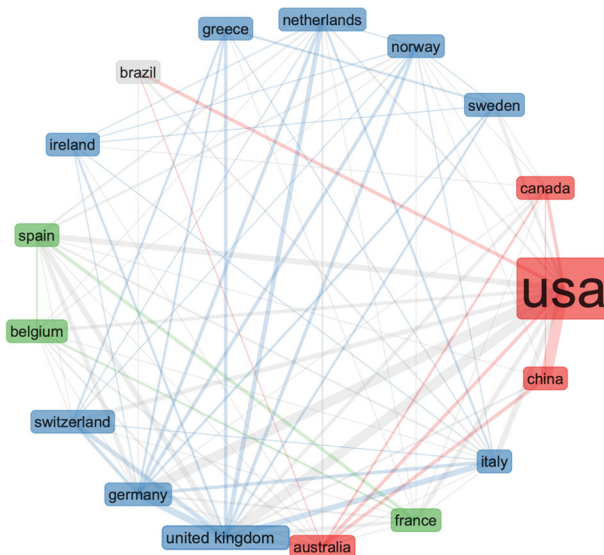 netherlands
greece
norway
brazil
sweden
ireland
canada
spain
usa
belgium
china
switzerland
italy
germany
france
united kingdom
australia